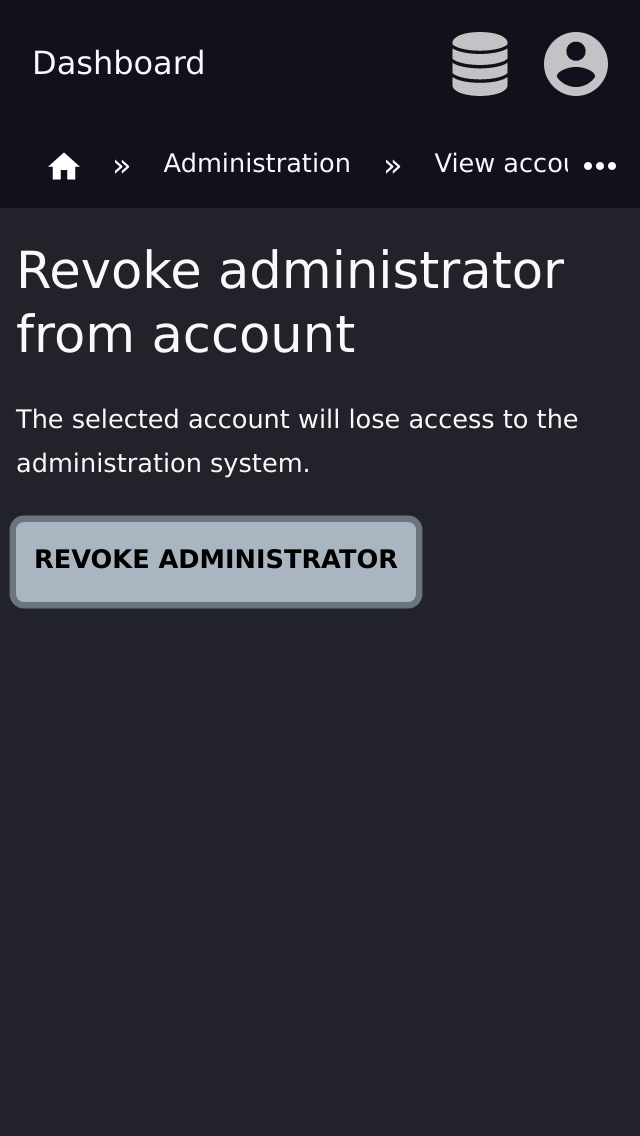 Dashboard
» Administration » View accou
Revoke administrator
from account
The selected account will lose access to the
administration system.
REVOKE ADMINISTRATOR